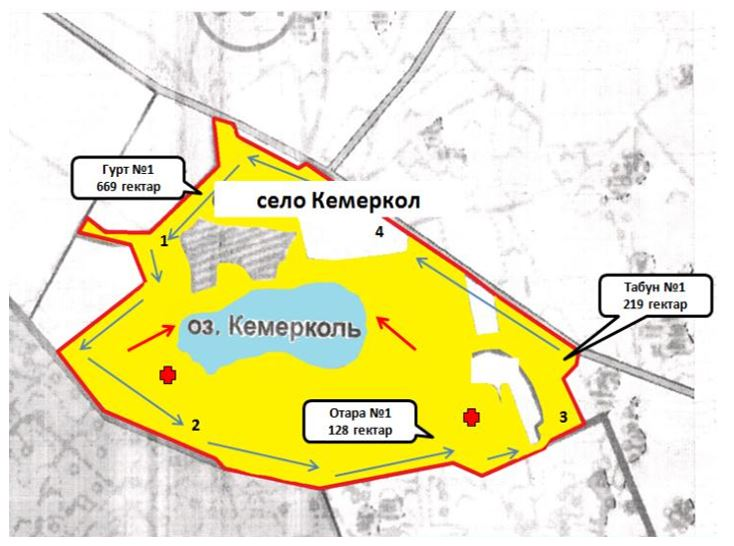 Гурт №1
669 гектар
село Кемеркол
1
4
Табун №1
219 гектар
оз. Кемерколь
Отара №1
128 гектар
2
3